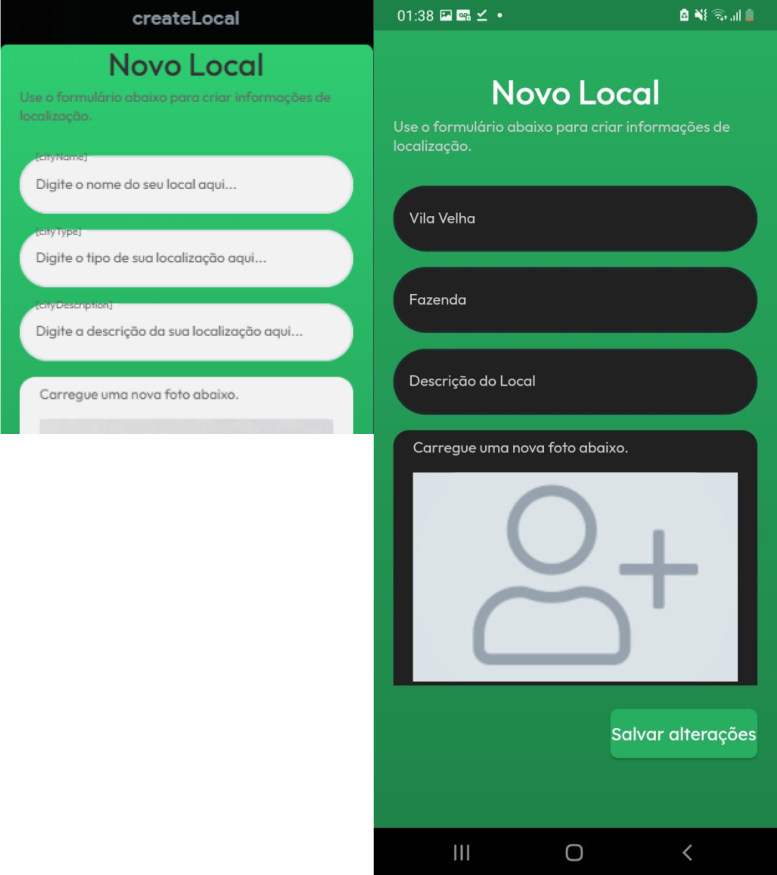 createLocal
Novo Local
Use o formulário abaixo para criar informações de
localização.
[cityName]
Digite o nome do seu local aqui...
[cityType]
Digite o tipo de sua localização aqui...
[cityDescription]
Digite a descrição da sua localização aqui...
Carregue uma nova foto abaixo.
01:38
Novo Local
Use o formulário abaixo para criar informações de
localização.
Vila Velha
Fazenda
Descrição do Local
Carregue uma nova foto abaixo.
Salvar alterações